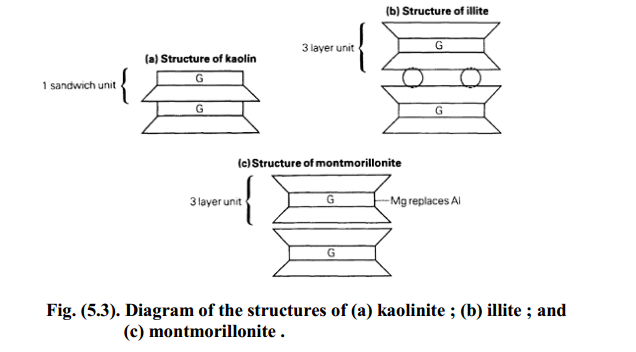 (a) Structure of kaolin
1 sandwich unit
G
G
(b) Structure of illite
3 layer unit
G
G
(c) Structure of montmorillonite
3 layer unit
G
Mg replaces Al
G
Fig. (5.3). Diagram of the structures of (a) kaolinite ; (b) illite ; and
(c) montmorillonite .